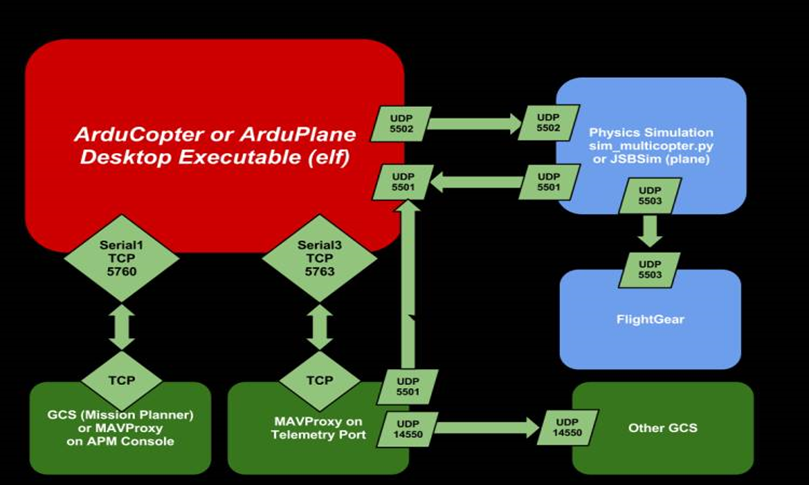 ArduCopter or ArduPlane
Desktop Executable (elf)
UDP
5502
UDP
5502
Physics Simulation
sim_multicopter.py
or JSBSim (plane)
UDP
5501
UDP
5501
UDP
5503
Serial1
TCP
5760
Serial3
TCP
5763
UDP
5503
FlightGear
TCP
TCP
UDP
5501
GCS (Mission Planner)
or MAVProxy
on APM Console
MAVProxy on
Telemetry Port
UDP
14550
UDP
14550
Other GCS